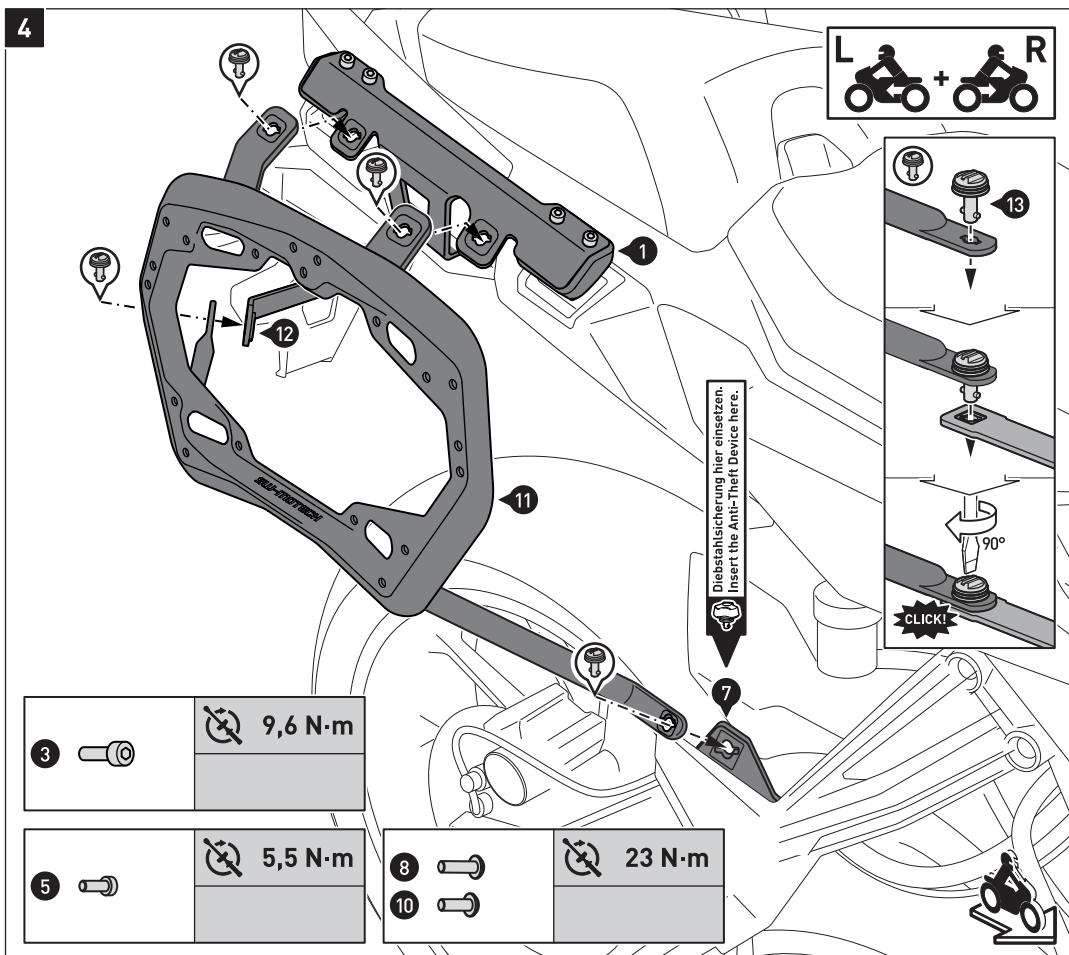 4
L + R
13
1
12
Diebstahlsicherung hier einsetzen.
Insert the Anti-Theft Device here.
11
90°
CLICK!
SW-MOTECH
7
3
9,6 N·m
5
5,5 N·m
8
10
23 N·m